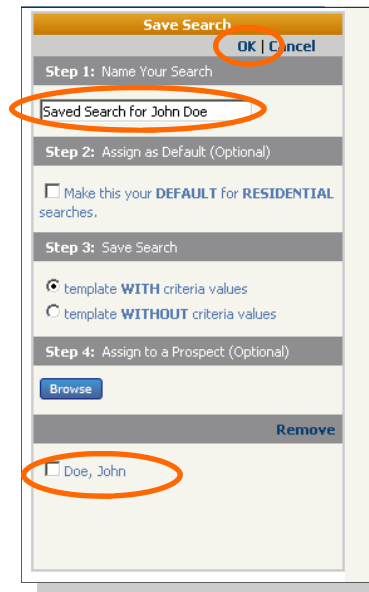 Save Search
OK | Cancel
Step 1: Name Your Search
Saved Search for John Doe
Step 2: Assign as Default (Optional)
Make this your DEFAULT for RESIDENTIAL
searches.
Step 3: Save Search
template WITH criteria values
template WITHOUT criteria values
Step 4: Assign to a Prospect (Optional)
Browse
Remove
Doe, John